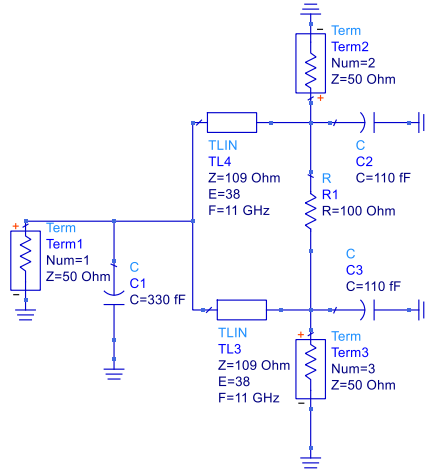 Term
Term2
Num=2
Z=50 Ohm
TLIN
TL4
Z=109 Ohm
E=38
F=11 GHz
C
C2
C=110 fF
R
R1
R=100 Ohm
Term
Term1
Num=1
Z=50 Ohm
C
C1
C=330 fF
C
C3
C=110 fF
TLIN
TL3
Z=109 Ohm
E=38
F=11 GHz
Term
Term3
Num=3
Z=50 Ohm